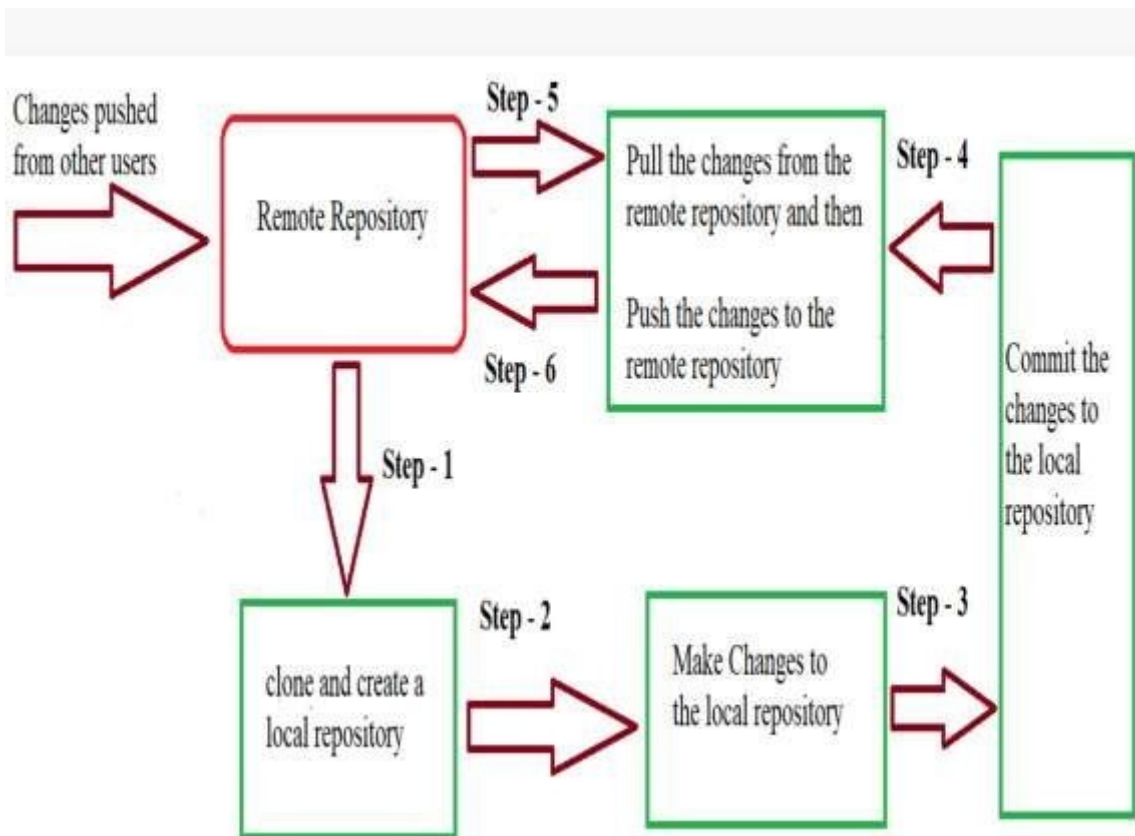 Changes pushed
from other users
Remote Repository
Step - 5
Pull the changes from the
remote repository and then
Push the changes to the
remote repository
Step - 4
Step - 6
Commit the
changes to
the local
repository
Step - 1
clone and create a
local repository
Step - 2
Make Changes to
the local repository
Step - 3